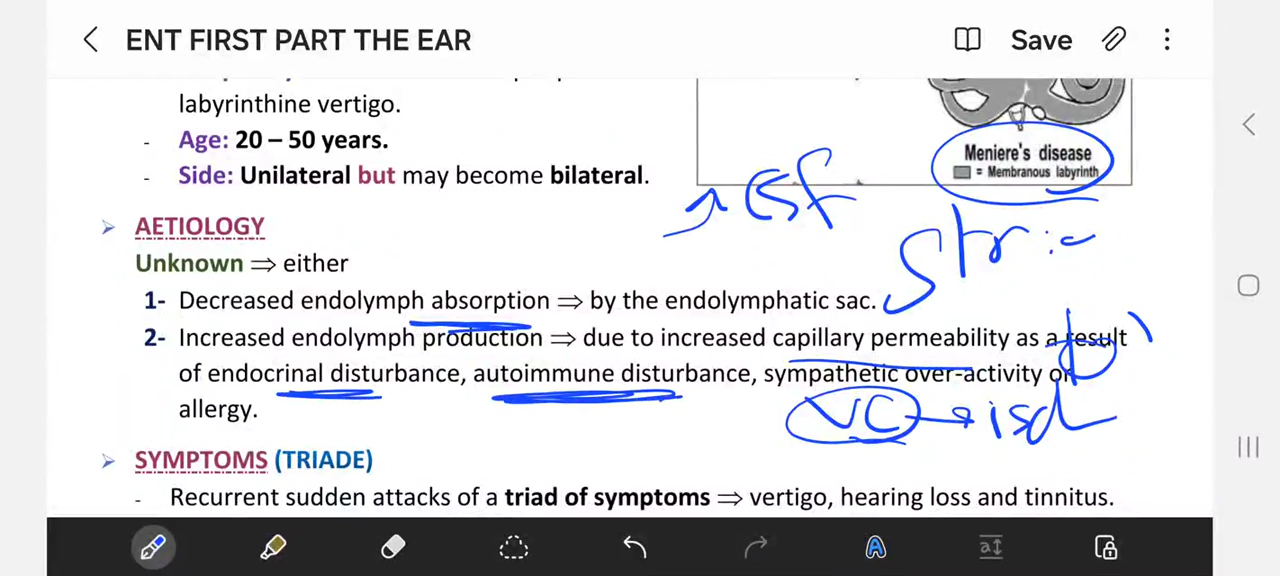 ENT FIRST PART THE EAR
Save
labyrinthine vertigo.
- Age: 20 – 50 years.
- Side: Unilateral but may become bilateral.
Meniere's disease
= Membranous labyrinth
➢ AETIOLOGY
Unknown ⇒ either
1- Decreased endolymph absorption ⇒ by the endolymphatic sac.
2- Increased endolymph production ⇒ due to increased capillary permeability as a result
of endocrinal disturbance, autoimmune disturbance, sympathetic over-activity or
allergy.
VC → isch
➢ SYMPTOMS (TRIADE)
- Recurrent sudden attacks of a triad of symptoms ⇒ vertigo, hearing loss and tinnitus.